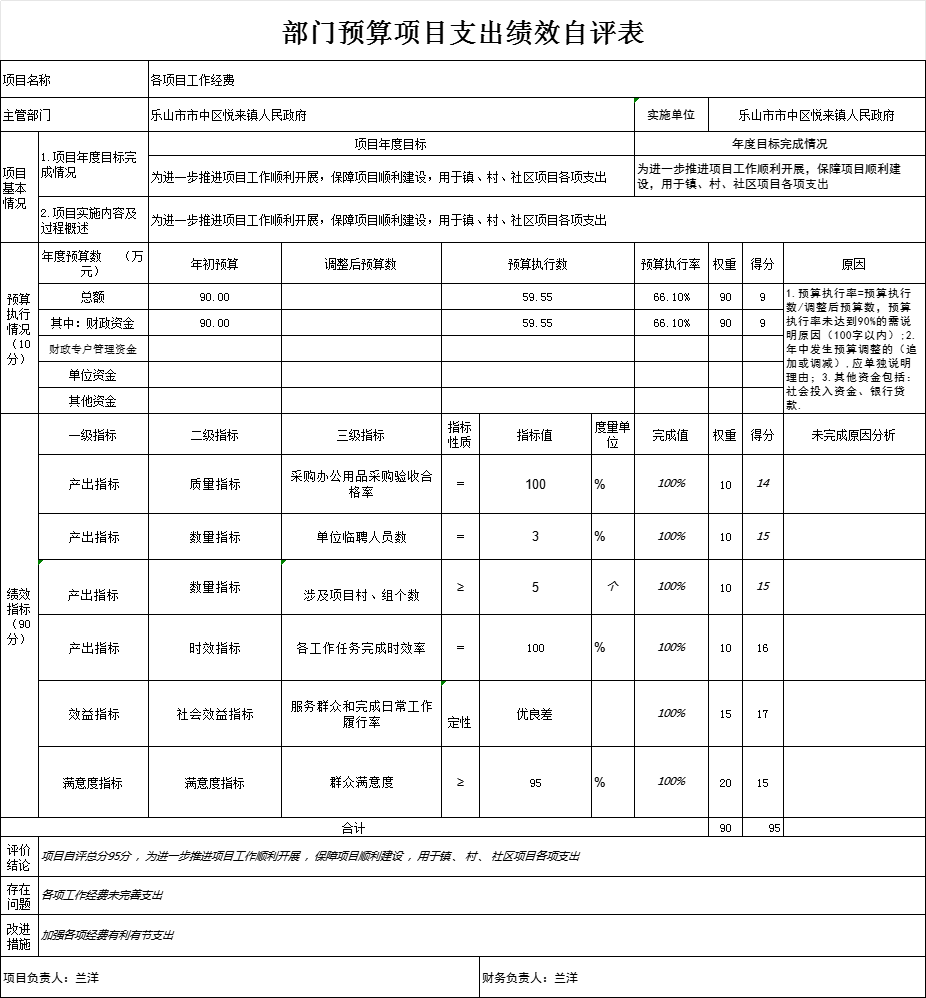 部门预算项目支出绩效自评表
项目名称 各项目工作经费
主管部门 乐山市市中区悦来镇人民政府 实施单位 乐山市市中区悦来镇人民政府
项目
基本
情况
1.项目年度目标完
成情况
项目年度目标 年度目标完成情况
为进一步推进项目工作顺利开展，保障项目顺利建设，用于镇、村、社区项目各项支出
为进一步推进项目工作顺利开展，保障项目顺利建
设，用于镇、村、社区项目各项支出
2.项目实施内容及
过程概述
为进一步推进项目工作顺利开展，保障项目顺利建设，用于镇、村、社区项目各项支出
预算
执行
情况
（10
分）
年度预算数 （万
元）
年初预算 调整后预算数 预算执行数 预算执行率 权重 得分 原因
总额 90.00 59.55 66.10% 90 9
其中：财政资金 90.00 59.55 66.10% 90 9
财政专户管理资金
单位资金
其他资金
1.预算执行率=预算执行
数/调整后预算数，预算
执行率未达到90%的需说
明原因（100字以内）;2.
年中发生预算调整的（追
加或调减）,应单独说明
理由；3.其他资金包括：
社会投入资金、银行贷
款.
绩效
指标
（90
分）
一级指标 二级指标 三级指标 指标
性质 指标值 度量单
位 完成值 权重 得分 未完成原因分析
产出指标 质量指标 采购办公用品采购验收合
格率 = 100 % 100% 10 14
产出指标 数量指标 单位临聘人员数 = 3 % 100% 10 15
产出指标 数量指标 涉及项目村、组个数 ≥ 5 个 100% 10 15
产出指标 时效指标 各工作任务完成时效率 = 100 % 100% 10 16
效益指标 社会效益指标 服务群众和完成日常工作
履行率 定性 优良差 100% 15 17
满意度指标 满意度指标 群众满意度 ≥ 95 % 100% 20 15
合计 90 95
评价
结论
项目自评总分95分，为进一步推进项目工作顺利开展，保障项目顺利建设，用于镇、村、社区项目各项支出
存在
问题
各项工作经费未完善支出
改进
措施
加强各项经费有利有节支出
项目负责人：兰洋 财务负责人：兰洋